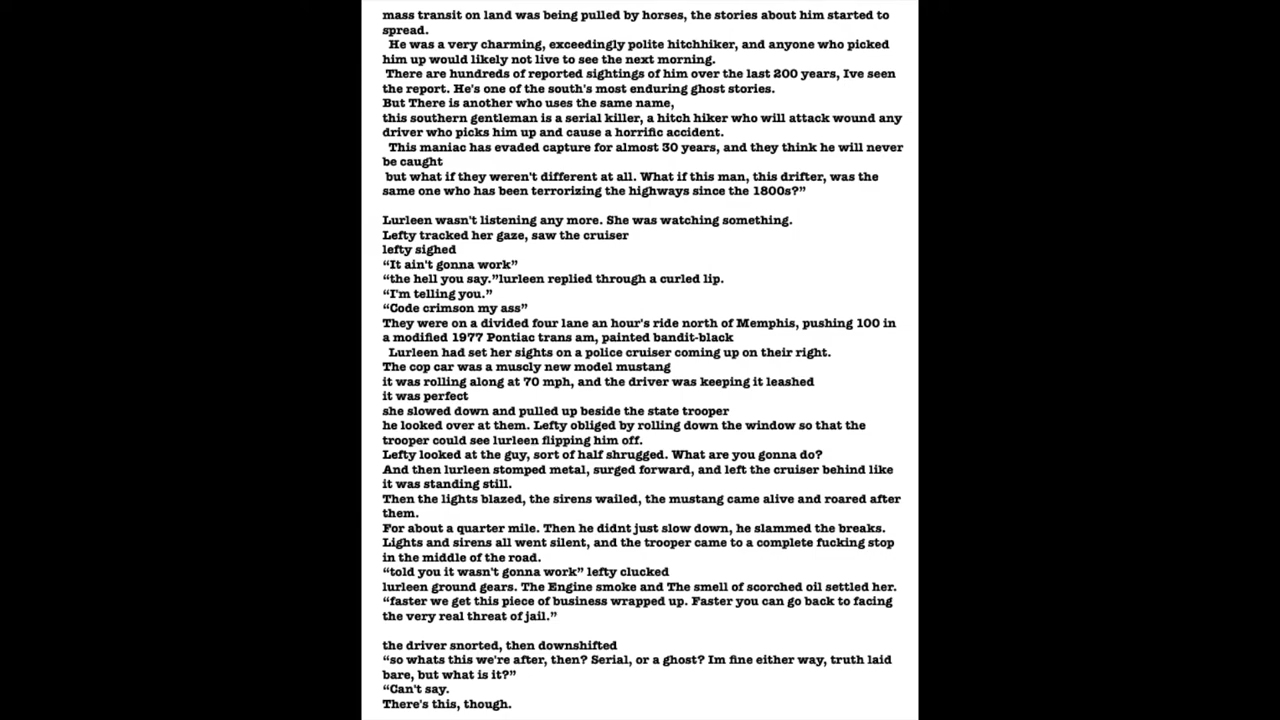 mass transit on land was being pulled by horses, the stories about him started to
spread.
He was a very charming, exceedingly polite hitchhiker, and anyone who picked
him up would likely not live to see the next morning.
There are hundreds of reported sightings of him over the last 200 years, Ive seen
the report. He's one of the south's most enduring ghost stories.
But There is another who uses the same name,
this southern gentleman is a serial killer, a hitch hiker who will attack wound any
driver who picks him up and cause a horrific accident.
This maniac has evaded capture for almost 30 years, and they think he will never
be caught
but what if they weren't different at all. What if this man, this drifter, was the
same one who has been terrorizing the highways since the 1800s?”

Lurleen wasn't listening any more. She was watching something.
Lefty tracked her gaze, saw the cruiser
lefty sighed
“It ain't gonna work”
“the hell you say.”lurleen replied through a curled lip.
“I'm telling you.”
“Code crimson my ass”
They were on a divided four lane an hour's ride north of Memphis, pushing 100 in
a modified 1977 Pontiac trans am, painted bandit-black
Lurleen had set her sights on a police cruiser coming up on their right.
The cop car was a muscly new model mustang
it was rolling along at 70 mph, and the driver was keeping it leashed
it was perfect
she slowed down and pulled up beside the state trooper
he looked over at them. Lefty obliged by rolling down the window so that the
trooper could see lurleen flipping him off.
Lefty looked at the guy, sort of half shrugged. What are you gonna do?
And then lurleen stomped metal, surged forward, and left the cruiser behind like
it was standing still.
Then the lights blazed, the sirens wailed, the mustang came alive and roared after
them.
For about a quarter mile. Then he didnt just slow down, he slammed the breaks.
Lights and sirens all went silent, and the trooper came to a complete fucking stop
in the middle of the road.
“told you it wasn't gonna work” lefty clucked
lurleen ground gears. The Engine smoke and The smell of scorched oil settled her.
“faster we get this piece of business wrapped up. Faster you can go back to facing
the very real threat of jail.”

the driver snorted, then downshifted
“so whats this we're after, then? Serial, or a ghost? Im fine either way, truth laid
bare, but what is it?”
“Can't say.
There's this, though.